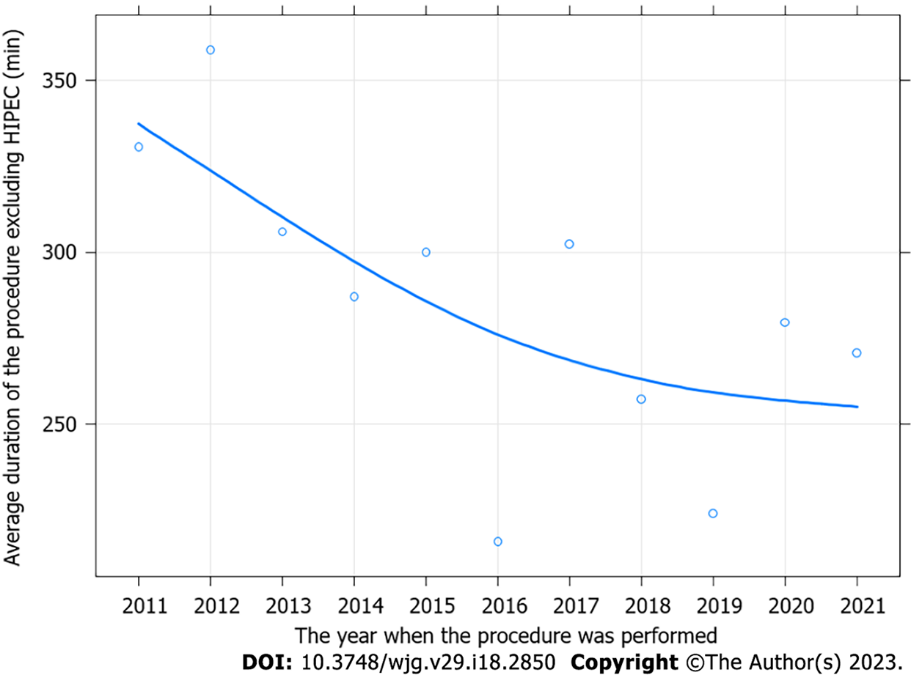 Average duration of the procedure excluding HIPEC (min)
350
300
250
2011 2012 2013 2014 2015 2016 2017 2018 2019 2020 2021
The year when the procedure was performed
DOI: 10.3748/wjg.v29.i18.2850 Copyright ©The Author(s) 2023.